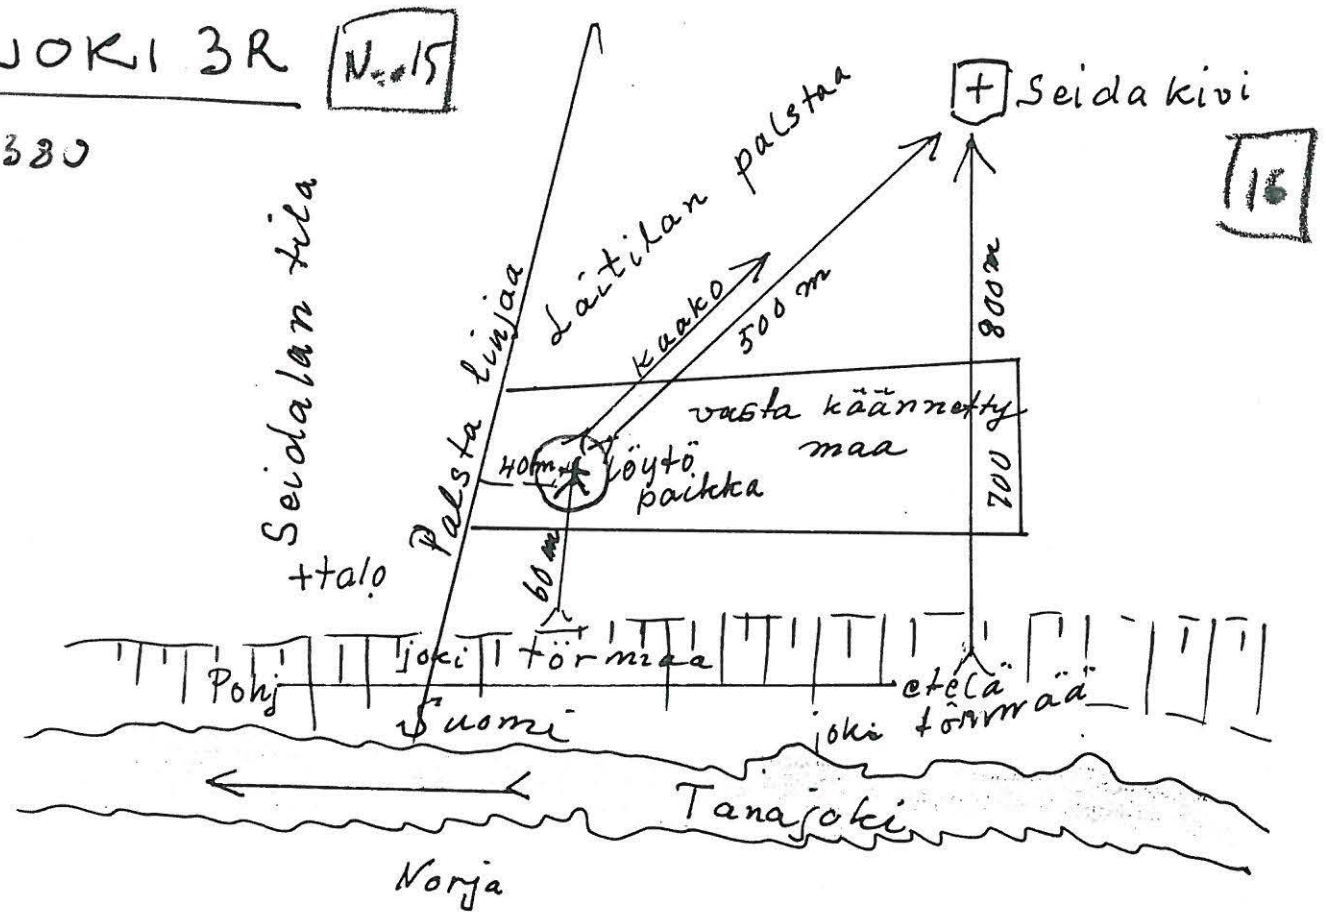 JOKI 3R
N:o 15
380
+ Seidakivi
16
Seidalan tila
Palsta linjaa
Laitilan palstaa
Kaako
500 m
800 m
vasta käännetty
maa
700
40 m
löytö
paikka
60 m
+talo
joki törmää
Pohj
etelä
Suomi
joki törmää
Tanajoki
Norja